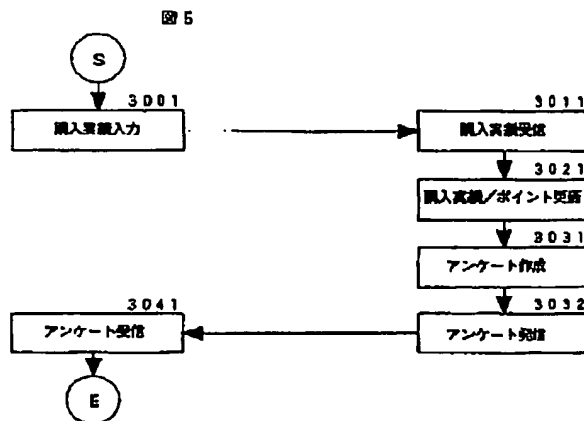 図5
S
3001
購入実績入力
3011
購入実績受信
3021
購入実績/ポイント更新
3031
アンケート作成
3032
アンケート発信
3041
アンケート受信
E